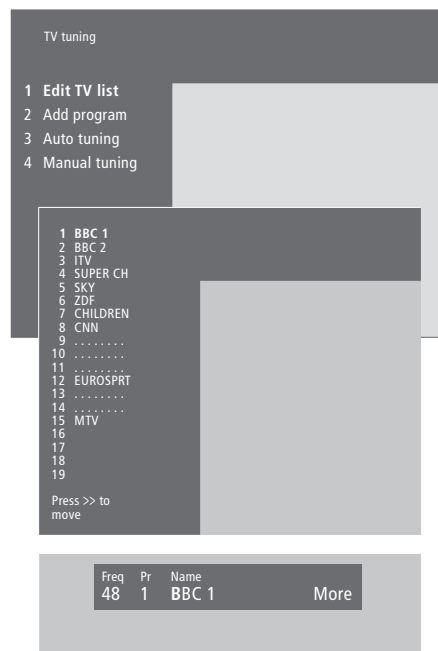 TV tuning
1 Edit TV list
2 Add program
3 Auto tuning
4 Manual tuning
1 BBC 1
2 BBC 2
3 ITV
4 SUPER CH
5 SKY
6 ZDF
7 CHILDREN
8 CNN
9 ........
10 ........
11 ........
12 EUROSPRT
13 ........
14 ........
15 MTV
16
17
18
19
Press >> to
move
Freq Pr Name
48 1 BBC 1 More